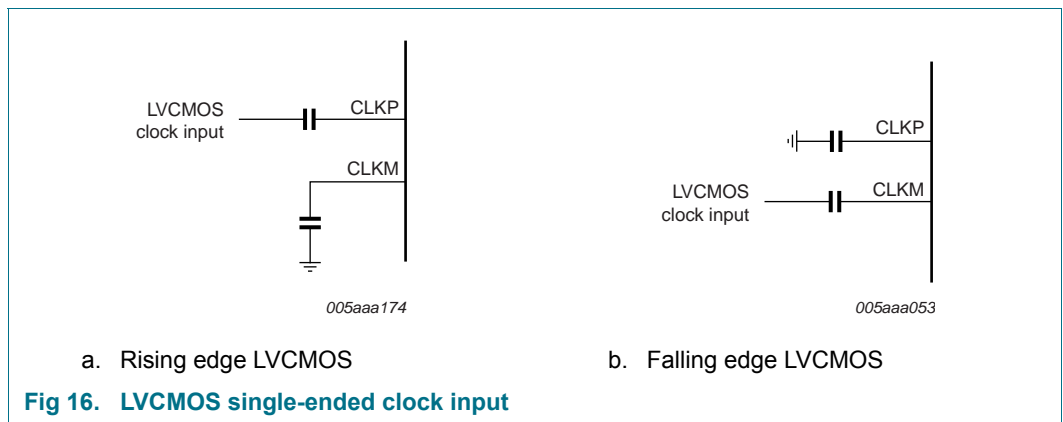 LVCMOS
clock input
CLKP
CLKM
005aaa174
a. Rising edge LVCMOS
CLKP
LVCMOS
clock input
CLKM
005aaa053
b. Falling edge LVCMOS
Fig 16. LVCMOS single-ended clock input